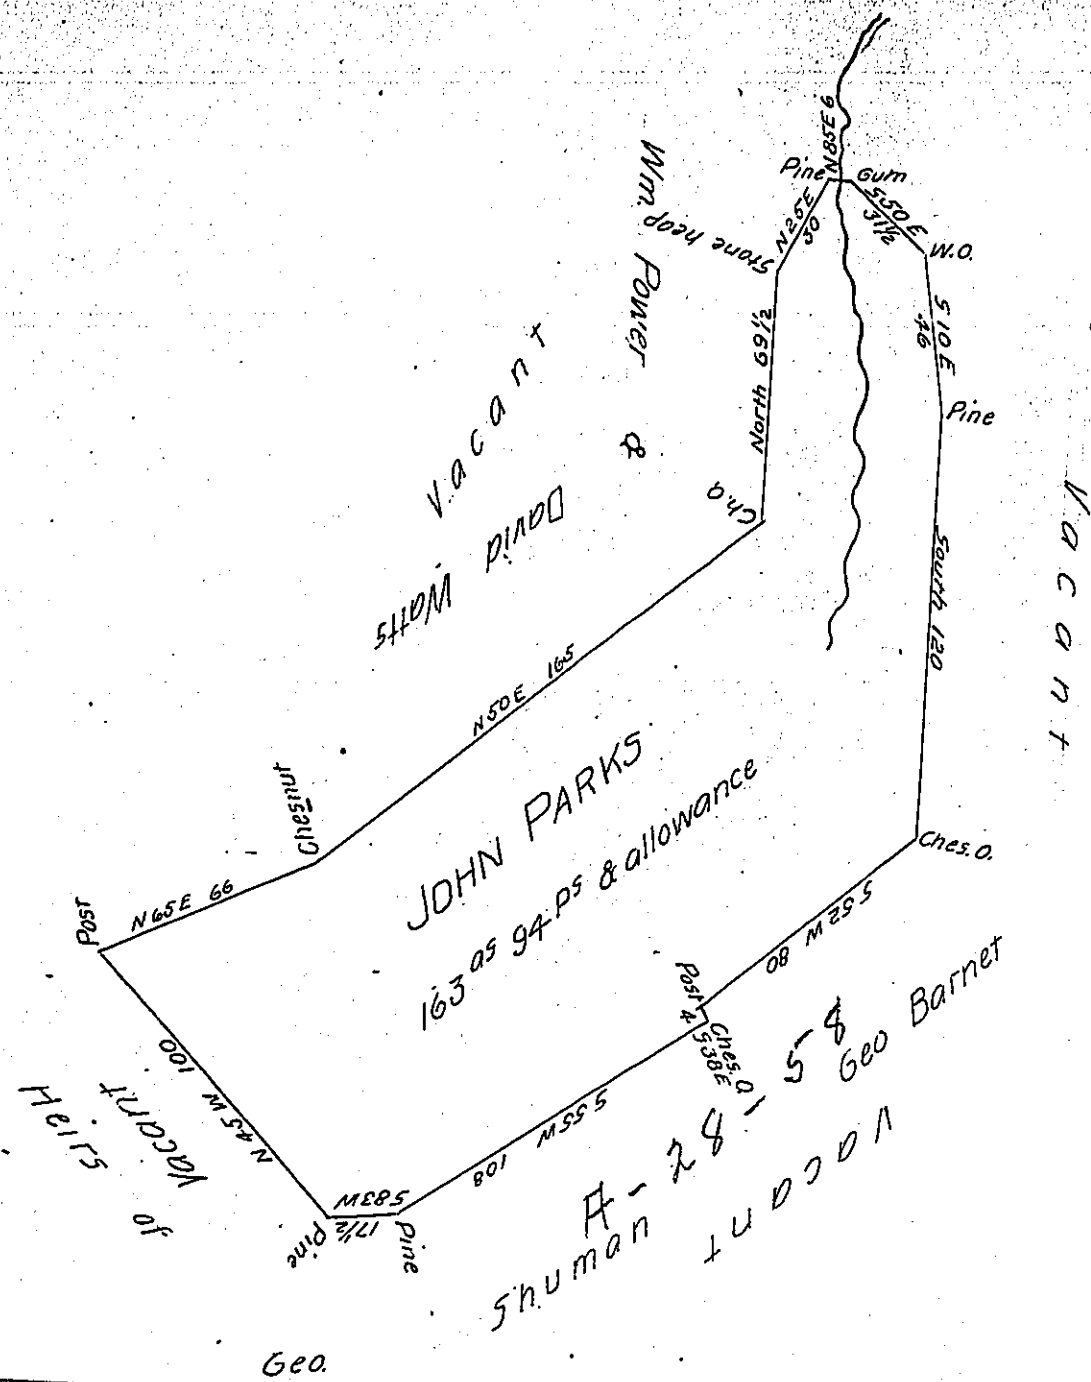 N85E 6
Pine
Gum
N25E
30
S50E
31½
W.O.
Stone heap
Wm. Power &
David Watts
Vacant
S10E
46
Pine
North 69½
Ch.O
South 120
Vacant
N50E 165
Chesnut
JOHN PARKS
163 as 94 Ps & allowance
Ches.O.
S52W
80
Post
N65E 66
Post
4
S38E
Ches.O
Geo Barnet
A-28-58
Vacant
S55W
108
N45W
100
Vacant
Heirs of
S83W
17½
Pine
Pine
Geo. Shuman